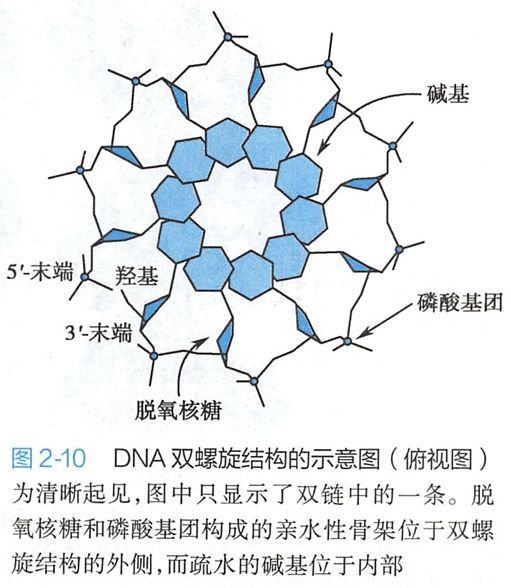 碱基
5′-末端
羟基
磷酸基团
3′-末端
脱氧核糖
图 2-10 DNA 双螺旋结构的示意图(俯视图)
为清晰起见,图中只显示了双链中的一条。脱
氧核糖和磷酸基团构成的亲水性骨架位于双螺
旋结构的外侧,而疏水的碱基位于内部